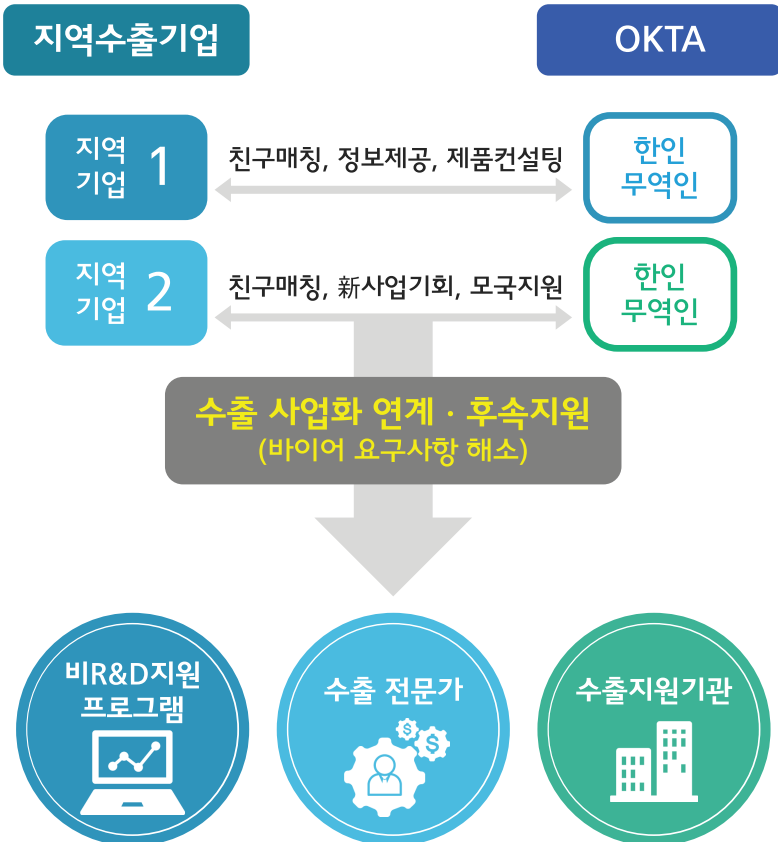 지역수출기업
OKTA
지역
기업
1
친구매칭, 정보제공, 제품컨설팅
한인
무역인
지역
기업
2
친구매칭, 新사업기회, 모국지원
한인
무역인
수출 사업화 연계 · 후속지원
(바이어 요구사항 해소)
비R&D지원
프로그램
수출 전문가
$
$
수출지원기관